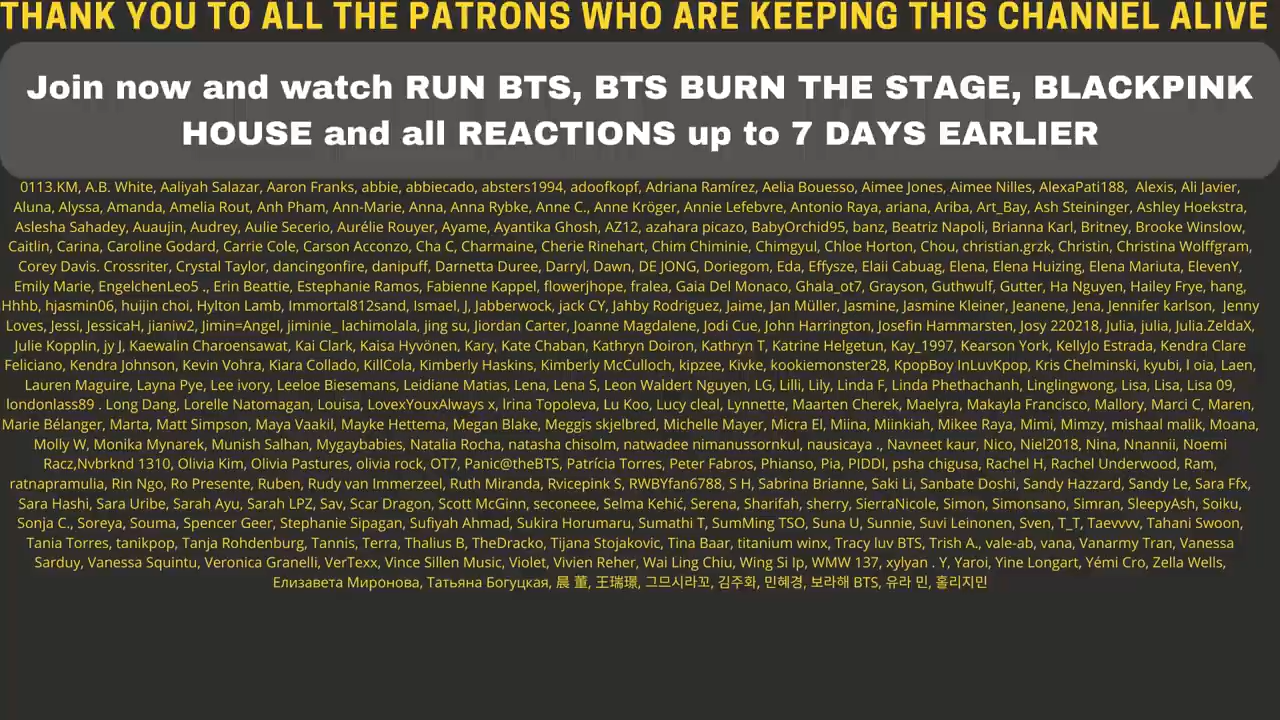 THANK YOU TO ALL THE PATRONS WHO ARE KEEPING THIS CHANNEL ALIVE
Join now and watch RUN BTS, BTS BURN THE STAGE, BLACKPINK
HOUSE and all REACTIONS up to 7 DAYS EARLIER
0113.KM, A.B. White, Aaliyah Salazar, Aaron Franks, abbie, abbiecado, absters1994, adoofkopf, Adriana Ramírez, Aelia Bouesso, Aimee Jones, Aimee Nilles, AlexaPati188, Alexis, Ali Javier,
Aluna, Alyssa, Amanda, Amelia Rout, Anh Pham, Ann-Marie, Anna, Anna Rybke, Anne C., Anne Kröger, Annie Lefebvre, Antonio Raya, ariana, Ariba, Art_Bay, Ash Steininger, Ashley Hoekstra,
Aslesha Sahadey, Auaujin, Audrey, Aulie Secerio, Aurélie Rouyer, Ayame, Ayantika Ghosh, AZ12, azahara picazo, BabyOrchid95, banz, Beatriz Napoli, Brianna Karl, Britney, Brooke Winslow,
Caitlin, Carina, Caroline Godard, Carrie Cole, Carson Acconzo, Cha C, Charmaine, Cherie Rinehart, Chim Chiminie, Chimgyul, Chloe Horton, Chou, christian.grzk, Christin, Christina Wolffgram,
Corey Davis. Crossriter, Crystal Taylor, dancingonfire, danipuff, Darnetta Duree, Darryl, Dawn, DE JONG, Doriegom, Eda, Effysze, Elaii Cabuag, Elena, Elena Huizing, Elena Mariuta, ElevenY,
Emily Marie, EngelchenLeo5 ., Erin Beattie, Estephanie Ramos, Fabienne Kappel, flowerjhope, fralea, Gaia Del Monaco, Ghala_ot7, Grayson, Guthwulf, Gutter, Ha Nguyen, Hailey Frye, hang,
Hhhb, hjasmin06, huijin choi, Hylton Lamb, Immortal812sand, Ismael, J, Jabberwock, jack CY, Jahby Rodriguez, Jaime, Jan Müller, Jasmine, Jasmine Kleiner, Jeanene, Jena, Jennifer karlson, Jenny
Loves, Jessi, JessicaH, jianiw2, Jimin=Angel, jiminie_ lachimolala, jing su, Jiordan Carter, Joanne Magdalene, Jodi Cue, John Harrington, Josefin Hammarsten, Josy 220218, Julia, julia, Julia.ZeldaX,
Julie Kopplin, jy J, Kaewalin Charoensawat, Kai Clark, Kaisa Hyvönen, Kary, Kate Chaban, Kathryn Doiron, Kathryn T, Katrine Helgetun, Kay_1997, Kearson York, KellyJo Estrada, Kendra Clare
Feliciano, Kendra Johnson, Kevin Vohra, Kiara Collado, KillCola, Kimberly Haskins, Kimberly McCulloch, kipzee, Kivke, kookiemonster28, KpopBoy InLuvKpop, Kris Chelminski, kyubi, l oia, Laen,
Lauren Maguire, Layna Pye, Lee ivory, Leeloe Biesemans, Leidiane Matias, Lena, Lena S, Leon Waldert Nguyen, LG, Lilli, Lily, Linda F, Linda Phethachanh, Linglingwong, Lisa, Lisa, Lisa 09,
londonlass89 . Long Dang, Lorelle Natomagan, Louisa, LovexYouxAlways x, lrina Topoleva, Lu Koo, Lucy cleal, Lynnette, Maarten Cherek, Maelyra, Makayla Francisco, Mallory, Marci C, Maren,
Marie Bélanger, Marta, Matt Simpson, Maya Vaakil, Mayke Hettema, Megan Blake, Meggis skjelbred, Michelle Mayer, Micra El, Miina, Miinkiah, Mikee Raya, Mimi, Mimzy, mishaal malik, Moana,
Molly W, Monika Mynarek, Munish Salhan, Mygaybabies, Natalia Rocha, natasha chisolm, natwadee nimanussornkul, nausicaya ., Navneet kaur, Nico, Niel2018, Nina, Nnannii, Noemi
Racz,Nvbrknd 1310, Olivia Kim, Olivia Pastures, olivia rock, OT7, Panic@theBTS, Patrícia Torres, Peter Fabros, Phianso, Pia, PIDDI, psha chigusa, Rachel H, Rachel Underwood, Ram,
ratnapramulia, Rin Ngo, Ro Presente, Ruben, Rudy van Immerzeel, Ruth Miranda, Rvicepink S, RWBYfan6788, S H, Sabrina Brianne, Saki Li, Sanbate Doshi, Sandy Hazzard, Sandy Le, Sara Ffx,
Sara Hashi, Sara Uribe, Sarah Ayu, Sarah LPZ, Sav, Scar Dragon, Scott McGinn, seconeee, Selma Kehić, Serena, Sharifah, sherry, SierraNicole, Simon, Simonsano, Simran, SleepyAsh, Soiku,
Sonja C., Soreya, Souma, Spencer Geer, Stephanie Sipagan, Sufiyah Ahmad, Sukira Horumaru, Sumathi T, SumMing TSO, Suna U, Sunnie, Suvi Leinonen, Sven, T_T, Taevvvv, Tahani Swoon,
Tania Torres, tanikpop, Tanja Rohdenburg, Tannis, Terra, Thalius B, TheDracko, Tijana Stojakovic, Tina Baar, titanium winx, Tracy luv BTS, Trish A., vale-ab, vana, Vanarmy Tran, Vanessa
Sarduy, Vanessa Squintu, Veronica Granelli, VerTexx, Vince Sillen Music, Violet, Vivien Reher, Wai Ling Chiu, Wing Si Ip, WMW 137, xylyan . Y, Yaroi, Yine Longart, Yémi Cro, Zella Wells,
Елизавета Миронова, Татьяна Богуцкая, 晨 董, 王瑞璟, 그므시라꼬, 김주화, 민혜경, 보라해 BTS, 유라 민, 홀리지민